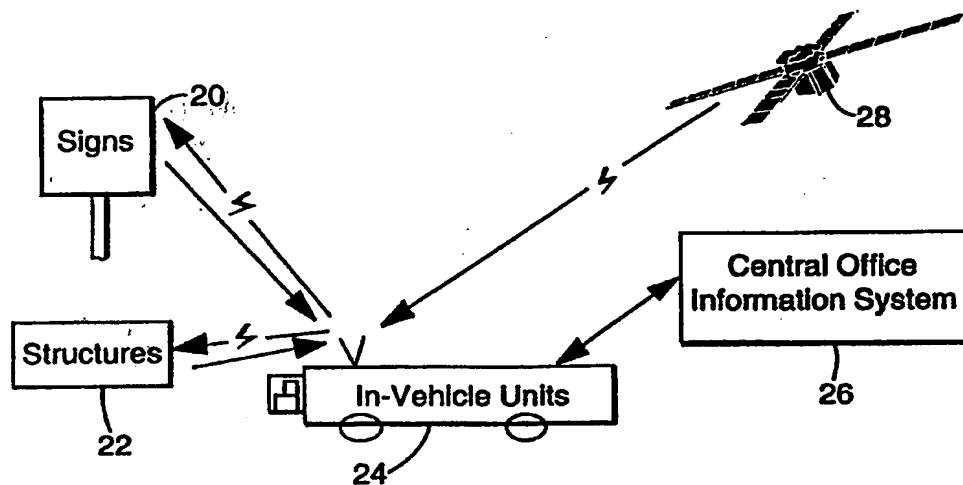 20
Signs
28
Central Office
Information System
Structures
In-Vehicle Units
26
22
24